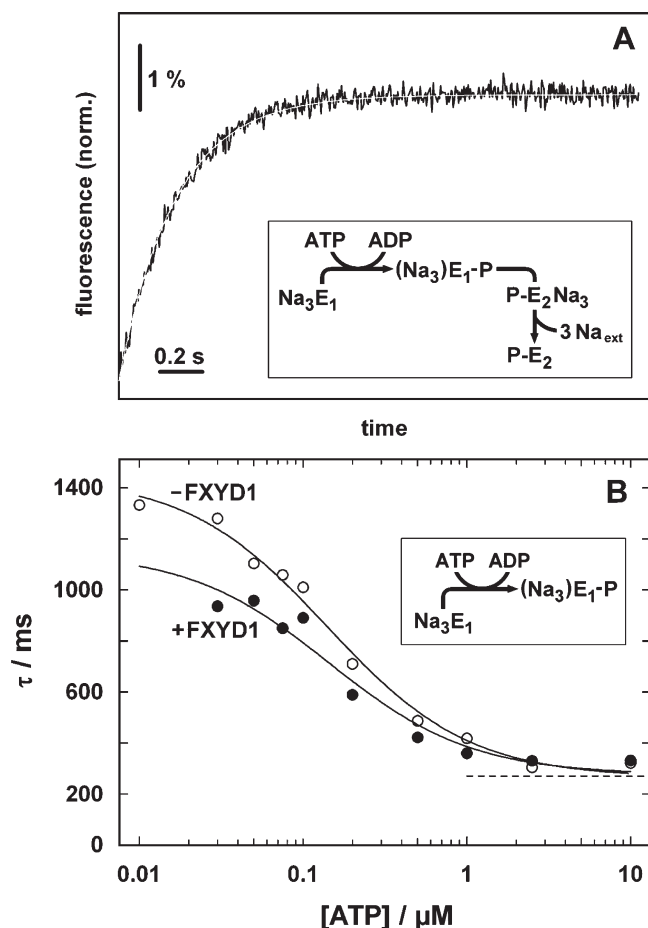 A
1 %
fluorescence (norm.)
ATP ADP
Na3E1 (Na3)E1-P
P-E2Na3
3 Naext
P-E2
0.2 s
time
B
1400
1000
600
200
0
τ / ms
−FXYD1
+FXYD1
ATP ADP
(Na3)E1-P
Na3E1
0.01 0.1 1 10
[ATP] / µM